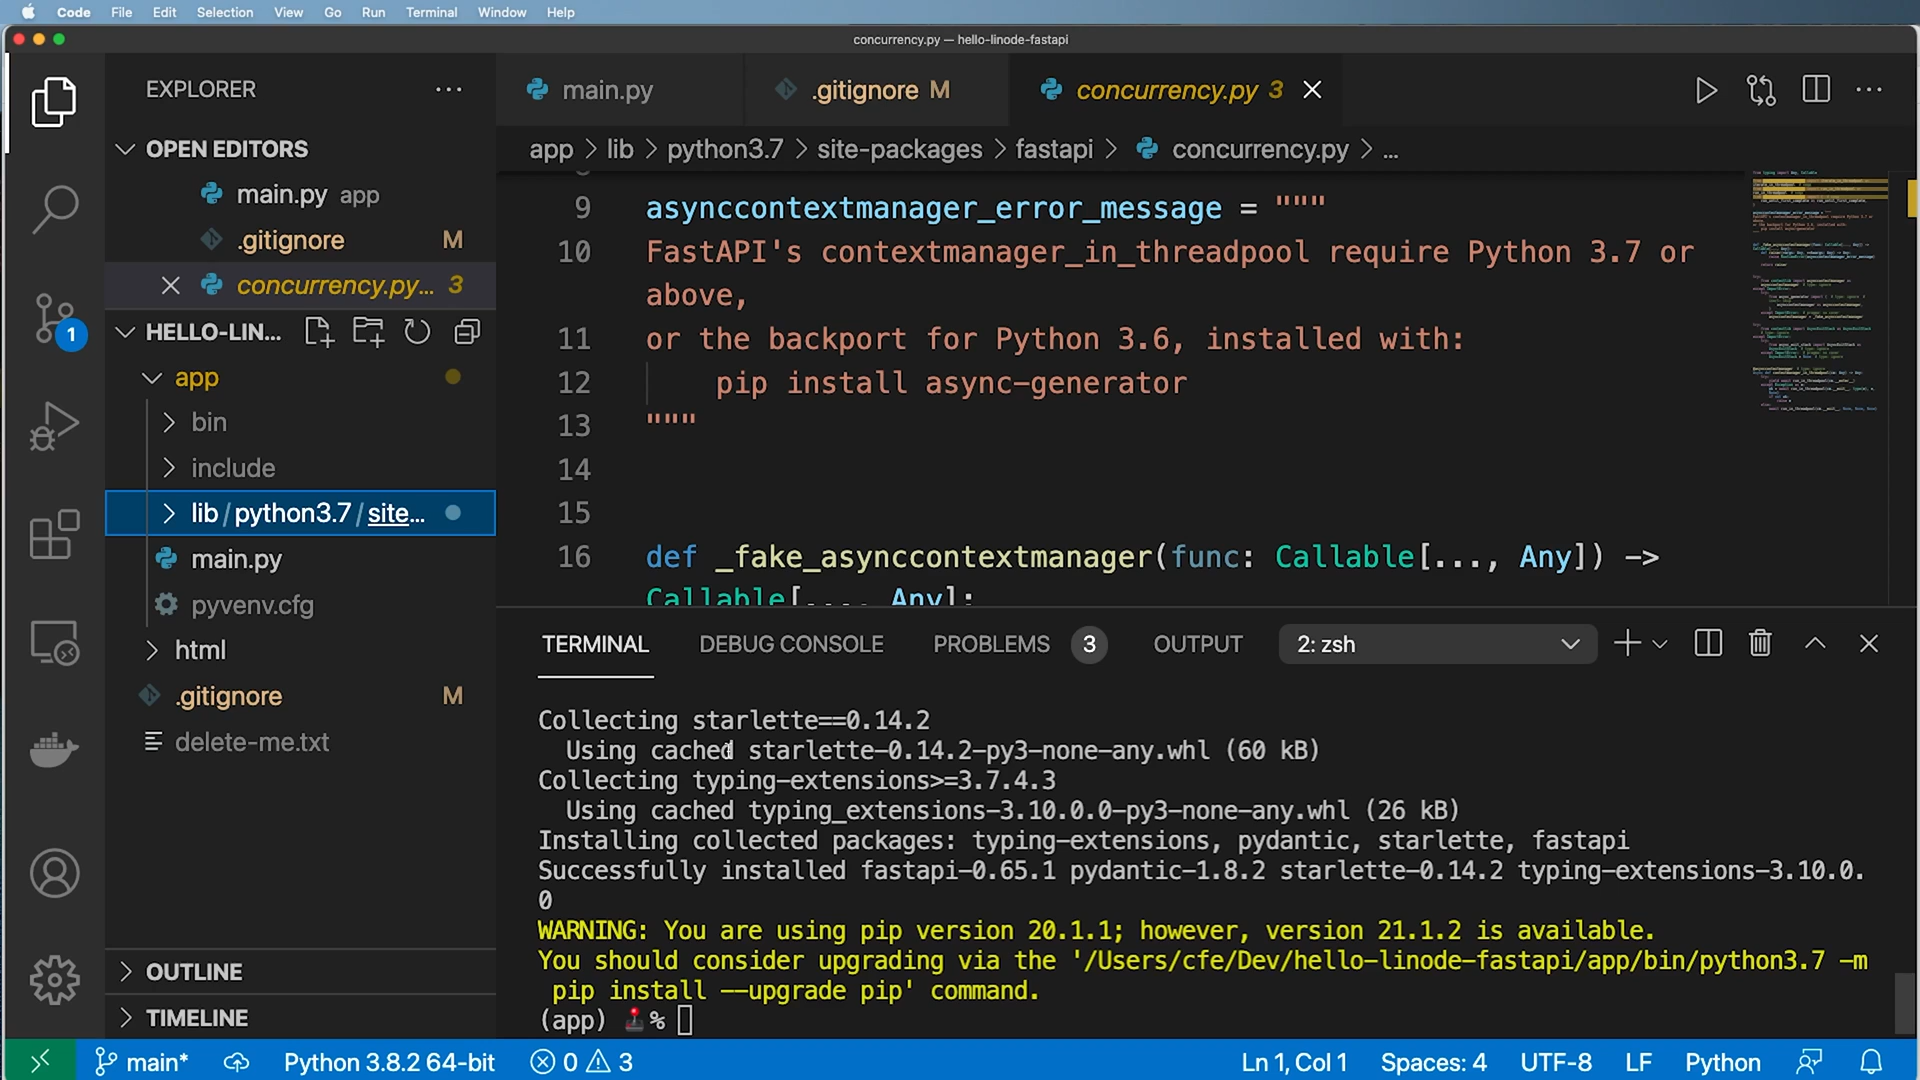 Code File Edit Selection View Go Run Terminal Window Help
concurrency.py — hello-linode-fastapi
EXPLORER
main.py
.gitignore M
concurrency.py 3
OPEN EDITORS
main.py app
.gitignore M
concurrency.py... 3
HELLO-LIN...
app
bin
include
lib / python3.7 / site...
main.py
pyvenv.cfg
html
.gitignore M
delete-me.txt
OUTLINE
TIMELINE
1
app > lib > python3.7 > site-packages > fastapi > concurrency.py > ...
9 asynccontextmanager_error_message = """
10 FastAPI's contextmanager_in_threadpool require Python 3.7 or
above,
11 or the backport for Python 3.6, installed with:
12 pip install async-generator
13 """
14
15
16 def _fake_asynccontextmanager(func: Callable[..., Any]) ->
Callable[..., Any]:
TERMINAL DEBUG CONSOLE PROBLEMS 3 OUTPUT 2: zsh
Collecting starlette==0.14.2
Using cached starlette-0.14.2-py3-none-any.whl (60 kB)
Collecting typing-extensions>=3.7.4.3
Using cached typing_extensions-3.10.0.0-py3-none-any.whl (26 kB)
Installing collected packages: typing-extensions, pydantic, starlette, fastapi
Successfully installed fastapi-0.65.1 pydantic-1.8.2 starlette-0.14.2 typing-extensions-3.10.0.
0
WARNING: You are using pip version 20.1.1; however, version 21.1.2 is available.
You should consider upgrading via the '/Users/cfe/Dev/hello-linode-fastapi/app/bin/python3.7 -m
pip install --upgrade pip' command.
(app) 🕹% 
main* Python 3.8.2 64-bit 0 3 Ln 1, Col 1 Spaces: 4 UTF-8 LF Python